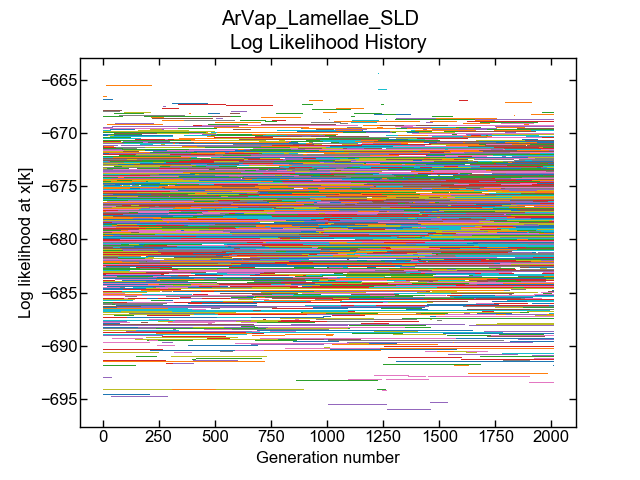 ArVap_Lamellae_SLD
Log Likelihood History
Log likelihood at x[k]
−665
−670
−675
−680
−685
−690
−695
0 250 500 750 1000 1250 1500 1750 2000
Generation number